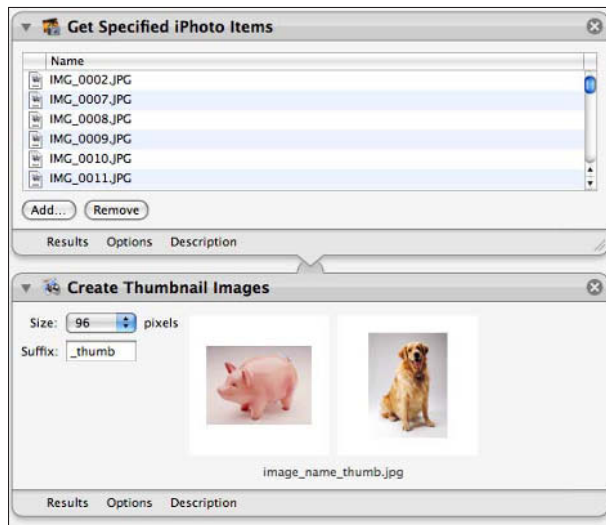 Get Specified iPhoto Items
Name
IMG_0002.JPG
IMG_0007.JPG
IMG_0008.JPG
IMG_0009.JPG
IMG_0010.JPG
IMG_0011.JPG
Add... Remove
Results Options Description
Create Thumbnail Images
Size: 96 pixels
Suffix: _thumb
image_name_thumb.jpg
Results Options Description